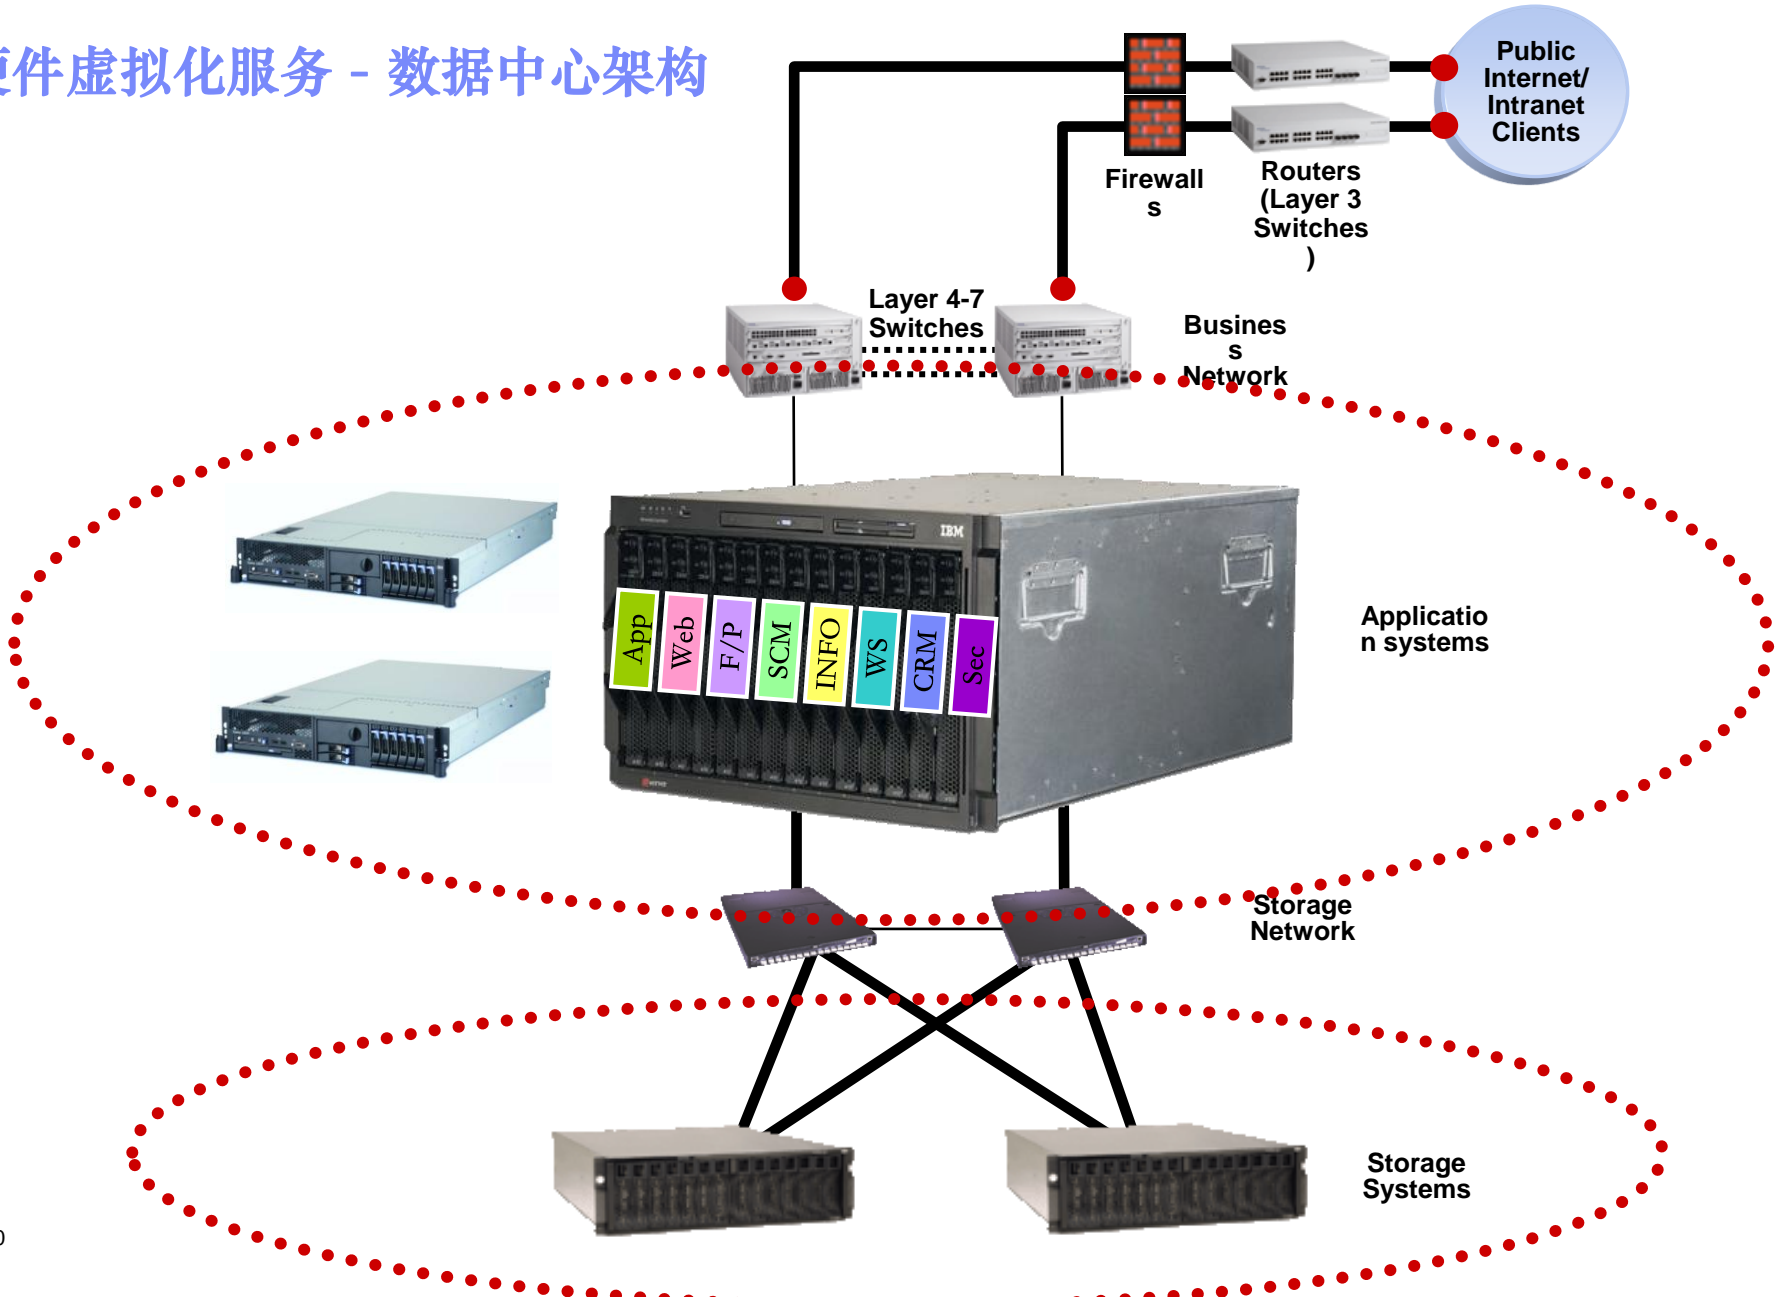 件虚拟化服务 - 数据中心架构
Public
Internet/
Intranet
Clients
Firewall
s
Routers
(Layer 3
Switches
)
Layer 4-7
Switches
Busines
s
Network
IBM
App
Web
F/P
SCM
INFO
WS
CRM
Sec
Applicatio
n systems
Storage
Network
Storage
Systems
0